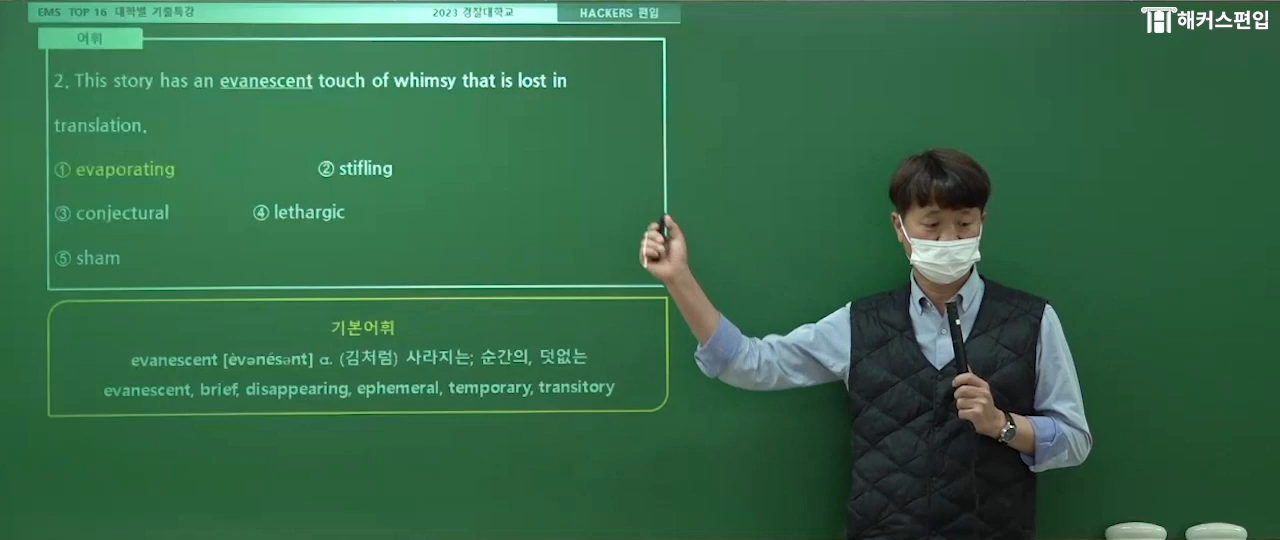 EMS TOP 16 대학별 기출특강
2023 경찰대학교
HACKERS 편입
해커스편입
어휘
2. This story has an evanescent touch of whimsy that is lost in
translation.
① evaporating ② stifling
③ conjectural ④ lethargic
⑤ sham
기본어휘
evanescent [èvənésənt] a. (김처럼) 사라지는; 순간의, 덧없는
evanescent, brief, disappearing, ephemeral, temporary, transitory